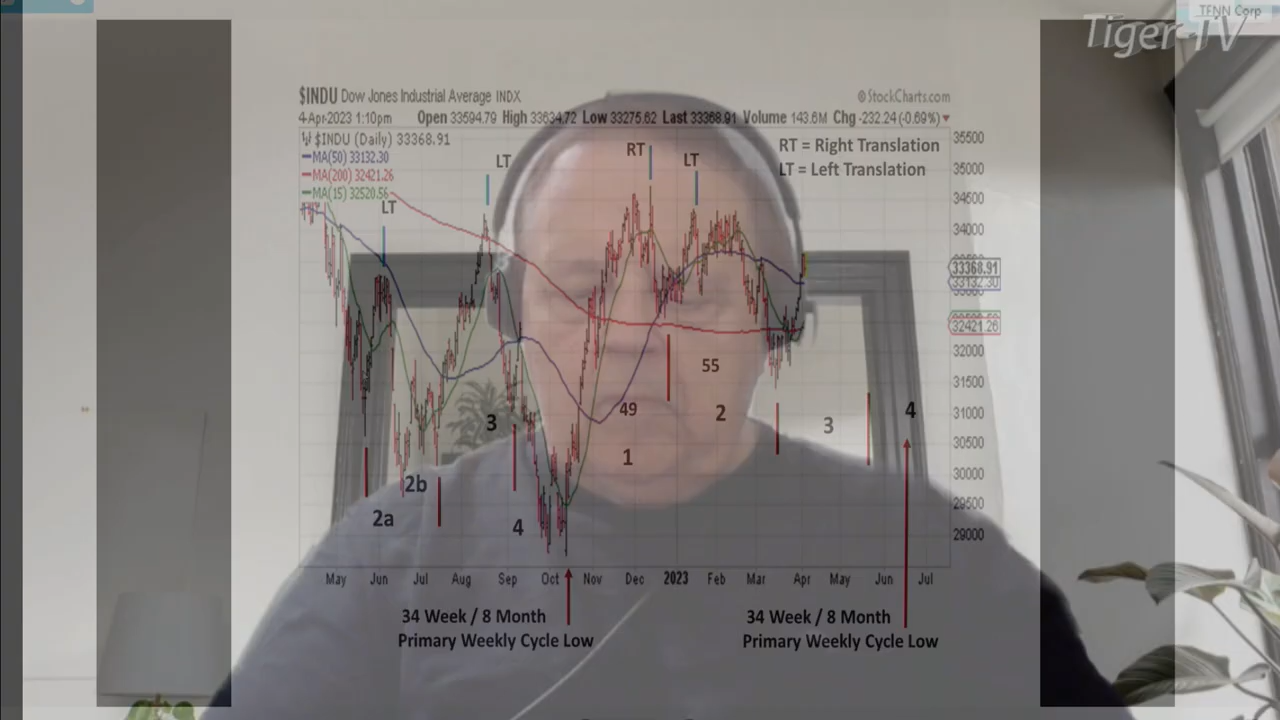 TFNN Corp
Tiger TV
$INDU Dow Jones Industrial Average INDX
© StockCharts.com
4-Apr-2023 1:10pm Open 33594.79 High 33634.72 Low 33275.62 Last 33368.91 Volume 143.6M Chg -232.24 (-0.69%)
$INDU (Daily) 33368.91
MA(50) 33132.30
MA(200) 32421.26
MA(15) 32520.56
RT = Right Translation
LT = Left Translation
LT
LT
RT
LT
35500
35000
34500
34000
33368.91
33132.30
33000
32421.26
32000
31500
31000
30500
30000
29500
29000
55
49
3
1
2
3
4
2b
2a
4
May Jun Jul Aug Sep Oct Nov Dec 2023 Feb Mar Apr May Jun Jul
34 Week / 8 Month
Primary Weekly Cycle Low
34 Week / 8 Month
Primary Weekly Cycle Low